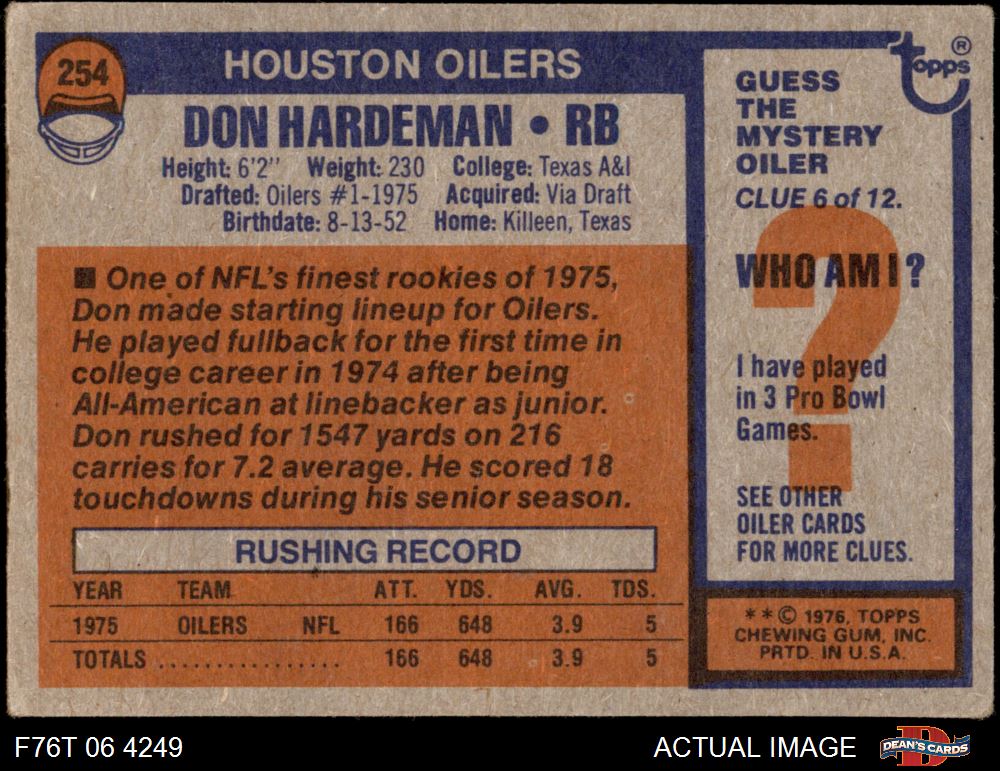 254
HOUSTON OILERS
DON HARDEMAN • RB
Height: 6'2" Weight: 230 College: Texas A&I
Drafted: Oilers #1-1975 Acquired: Via Draft
Birthdate: 8-13-52 Home: Killeen, Texas
■ One of NFL's finest rookies of 1975,
Don made starting lineup for Oilers.
He played fullback for the first time in
college career in 1974 after being
All-American at linebacker as junior.
Don rushed for 1547 yards on 216
carries for 7.2 average. He scored 18
touchdowns during his senior season.
RUSHING RECORD
YEAR TEAM ATT. YDS. AVG. TDS.
1975 OILERS NFL 166 648 3.9 5
TOTALS ................. 166 648 3.9 5
topps ®
GUESS
THE
MYSTERY
OILER
CLUE 6 of 12.
?
WHO AM I?
I have played
in 3 Pro Bowl
Games.
SEE OTHER
OILER CARDS
FOR MORE CLUES.
**© 1976, TOPPS
CHEWING GUM, INC.
PRTD. IN U.S.A.
F76T 06 4249
ACTUAL IMAGE
D
DEAN'S CARDS